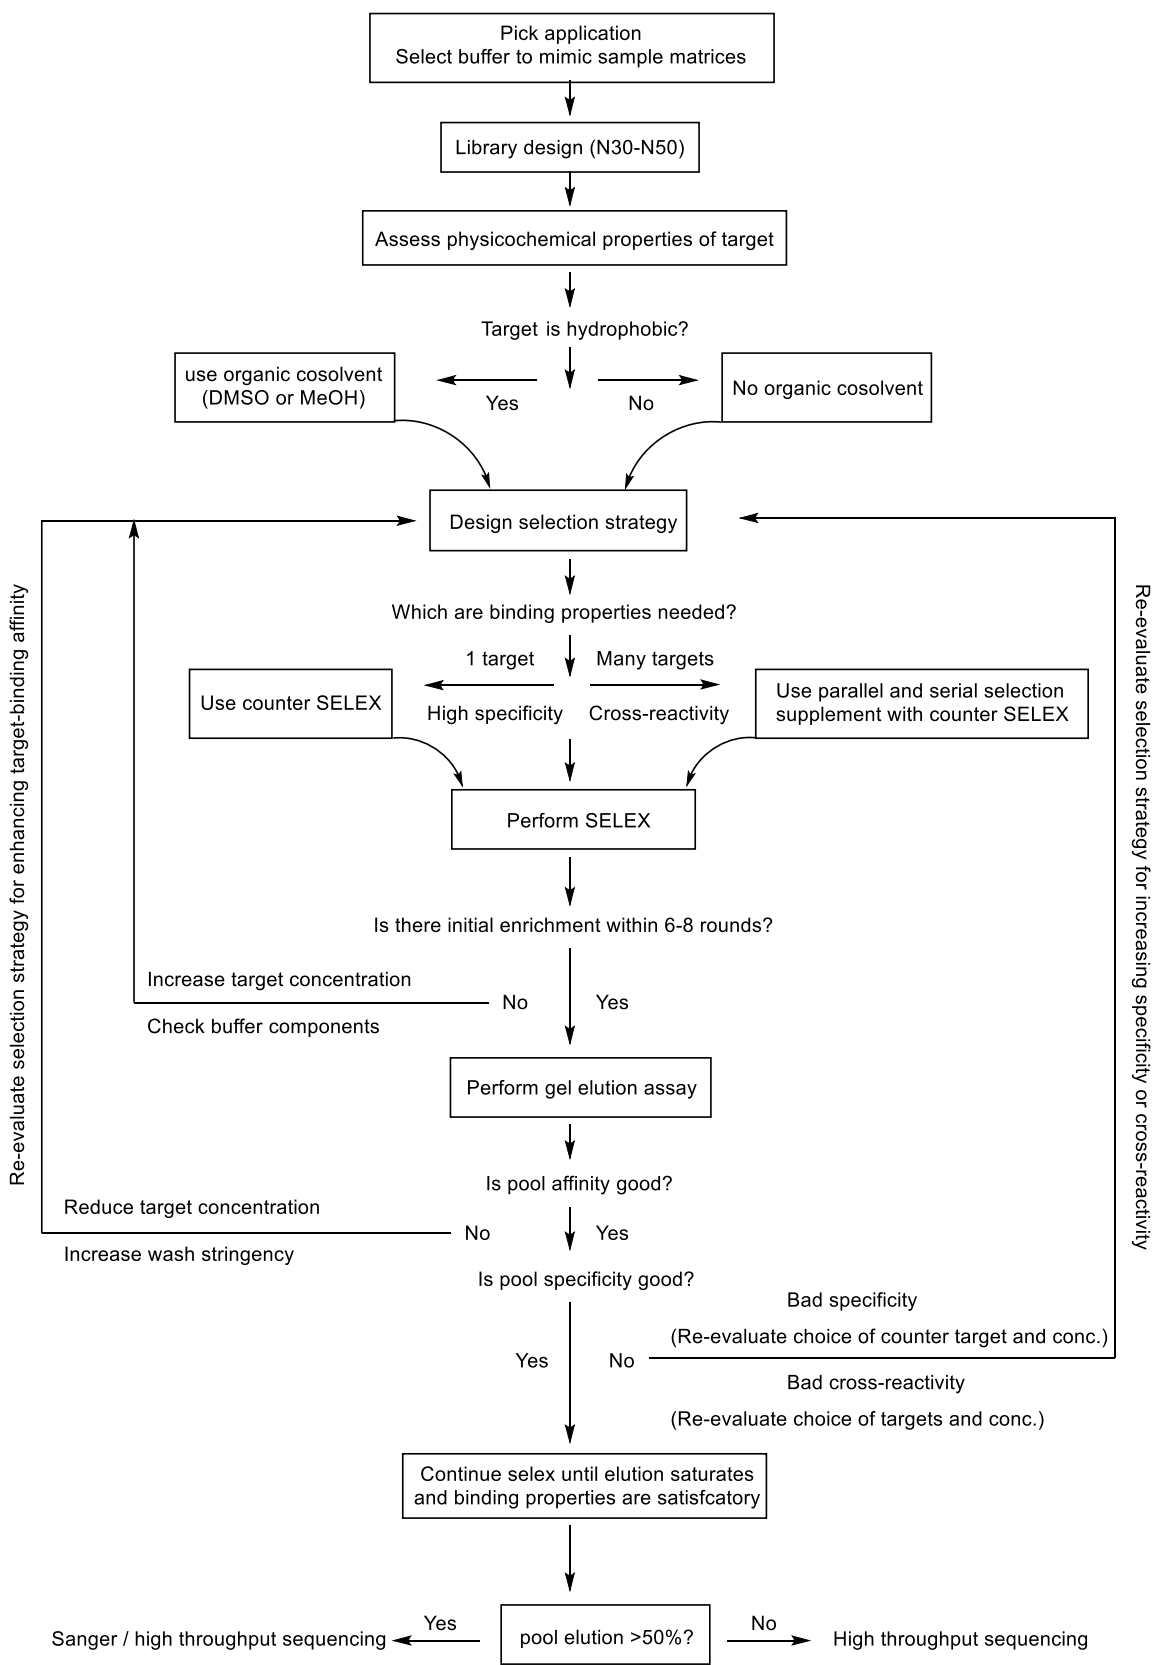 Pick application
Select buffer to mimic sample matrices
Library design (N30-N50)
Assess physicochemical properties of target
Target is hydrophobic?
use organic cosolvent
(DMSO or MeOH)
Yes
No
No organic cosolvent
Design selection strategy
Which are binding properties needed?
1 target
Many targets
Use counter SELEX
High specificity
Cross-reactivity
Use parallel and serial selection
supplement with counter SELEX
Perform SELEX
Is there initial enrichment within 6-8 rounds?
Increase target concentration
No
Yes
Check buffer components
Perform gel elution assay
Is pool affinity good?
Reduce target concentration
No
Yes
Increase wash stringency
Re-evaluate selection strategy for enhancing target-binding affinity
Is pool specificity good?
Bad specificity
(Re-evaluate choice of counter target and conc.)
Yes
No
Bad cross-reactivity
(Re-evaluate choice of targets and conc.)
Re-evaluate selection strategy for increasing specificity or cross-reactivity
Continue selex until elution saturates
and binding properties are satisfcatory
pool elution >50%?
Yes
No
Sanger / high throughput sequencing
High throughput sequencing